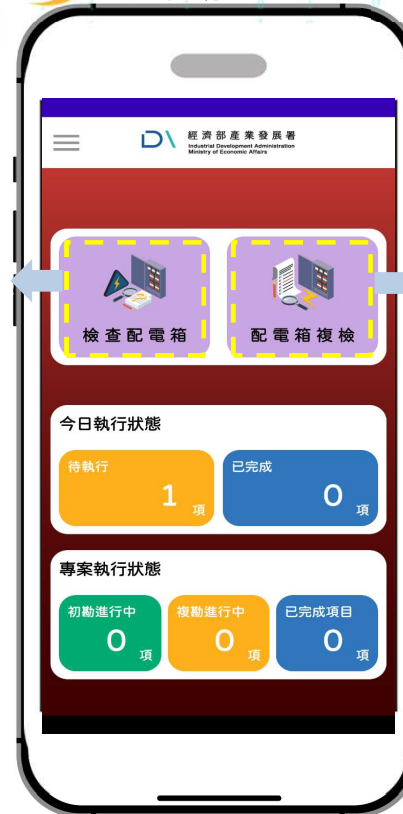 經濟部產業發展署
Industrial Development Administration
Ministry of Economic Affairs
檢查配電箱
配電箱複檢
今日執行狀態
待執行
1 項
已完成
0 項
專案執行狀態
初勘進行中
0 項
複勘進行中
0 項
已完成項目
0 項